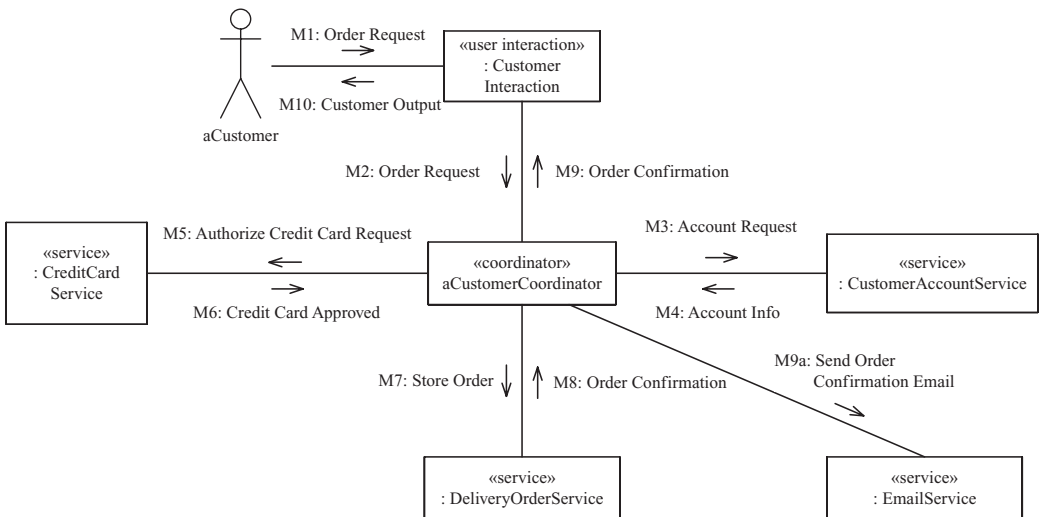 M1: Order Request
«user interaction»
: Customer
Interaction
M10: Customer Output
aCustomer
M2: Order Request
M9: Order Confirmation
M5: Authorize Credit Card Request
M3: Account Request
«service»
: CreditCard
Service
«coordinator»
aCustomerCoordinator
«service»
: CustomerAccountService
M6: Credit Card Approved
M4: Account Info
M7: Store Order
M8: Order Confirmation
M9a: Send Order
Confirmation Email
«service»
: DeliveryOrderService
«service»
: EmailService